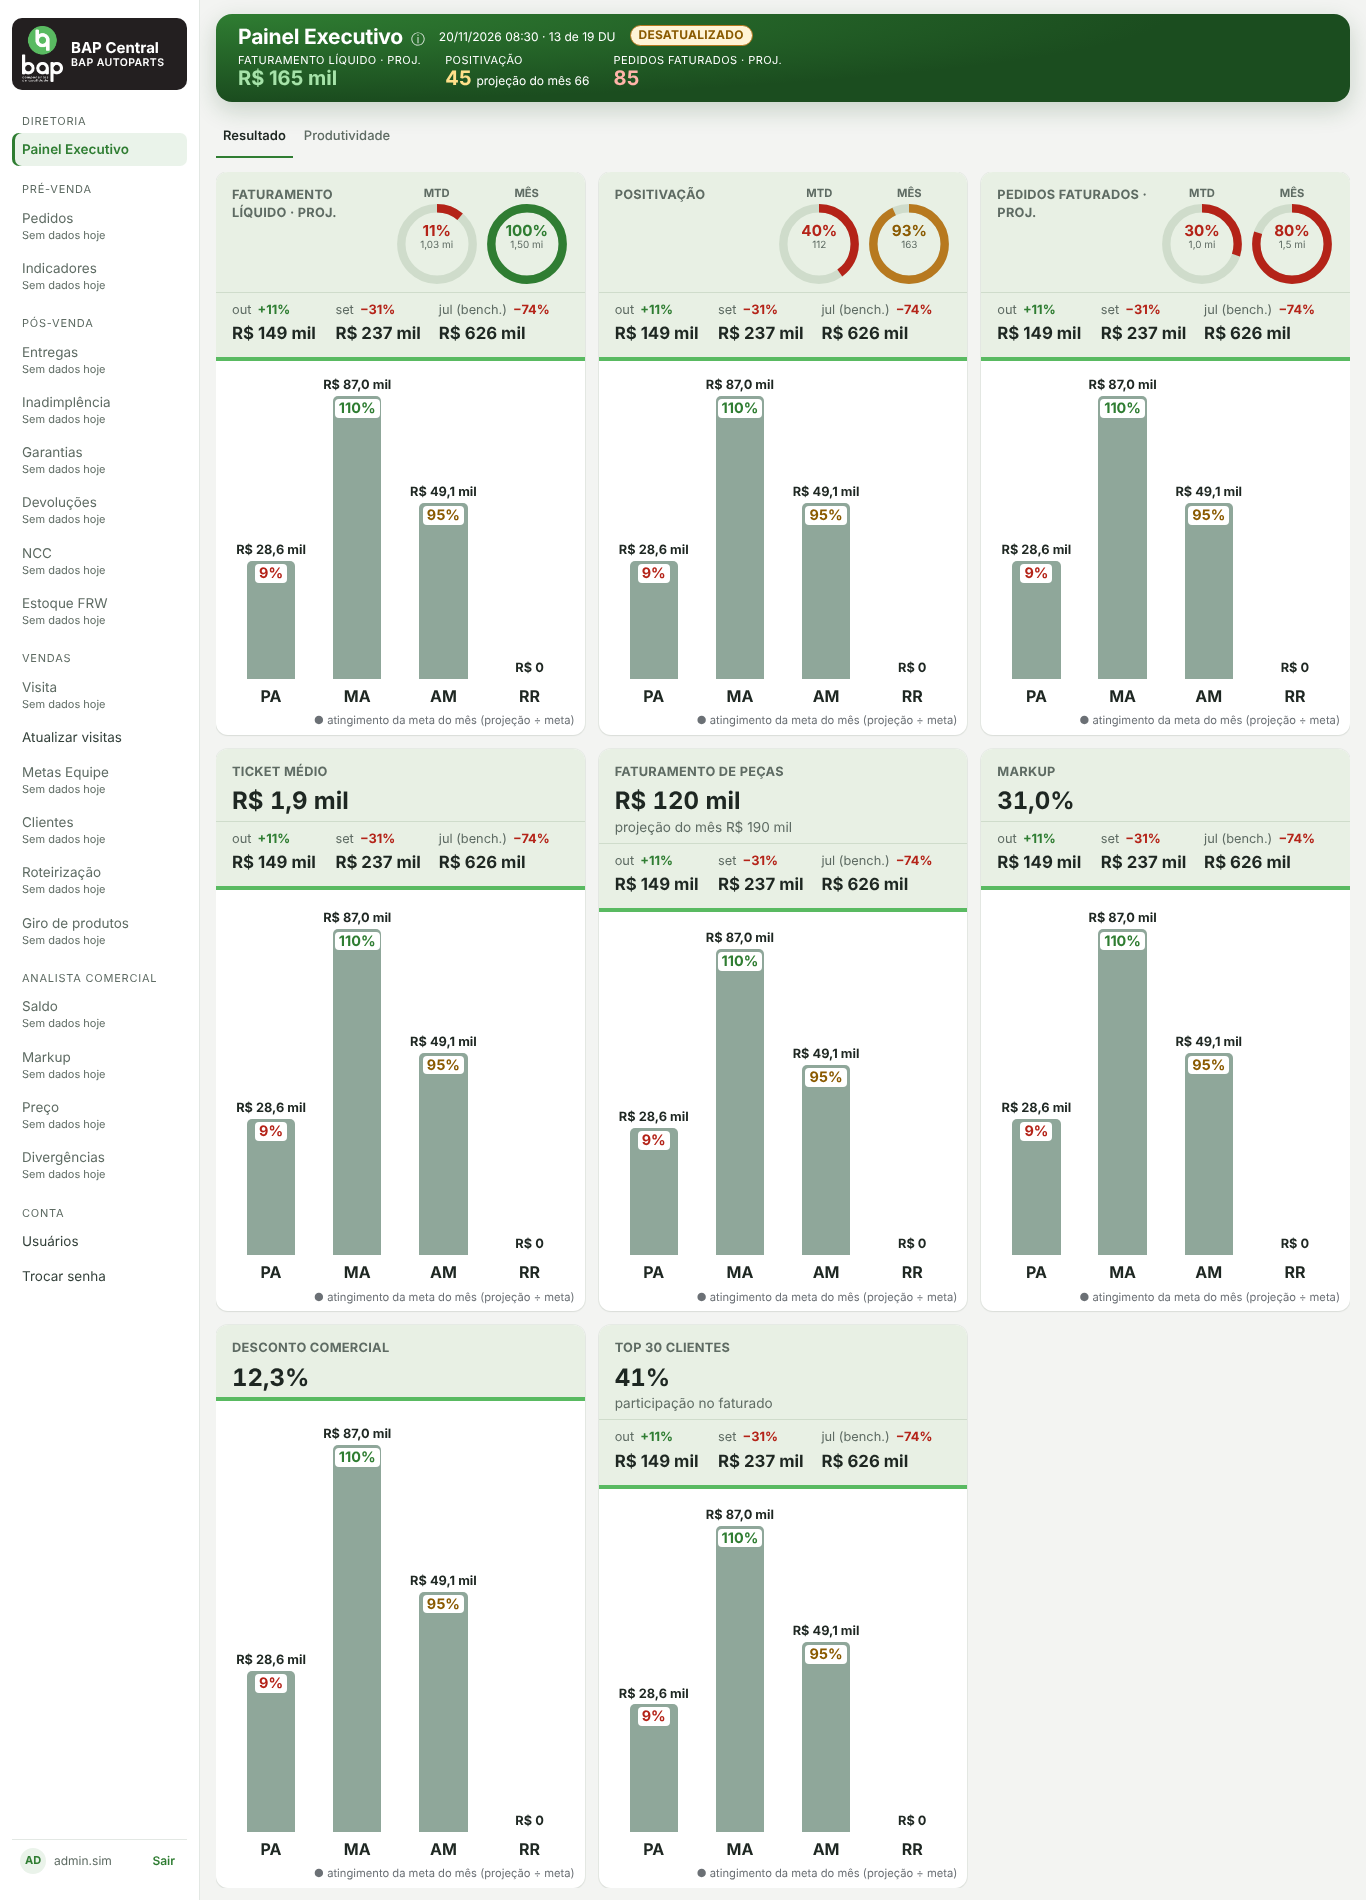 bap
BAP Central
BAP AUTOPARTS
DIRETORIA
Painel Executivo
PRÉ-VENDA
Pedidos
Sem dados hoje
Indicadores
Sem dados hoje
PÓS-VENDA
Entregas
Sem dados hoje
Inadimplência
Sem dados hoje
Garantias
Sem dados hoje
Devoluções
Sem dados hoje
NCC
Sem dados hoje
Estoque FRW
Sem dados hoje
VENDAS
Visita
Sem dados hoje
Atualizar visitas
Metas Equipe
Sem dados hoje
Clientes
Sem dados hoje
Roteirização
Sem dados hoje
Giro de produtos
Sem dados hoje
ANALISTA COMERCIAL
Saldo
Sem dados hoje
Markup
Sem dados hoje
Preço
Sem dados hoje
Divergências
Sem dados hoje
CONTA
Usuários
Trocar senha
AD admin.sim Sair
Painel Executivo ⓘ 20/11/2026 08:30 · 13 de 19 DU DESATUALIZADO
FATURAMENTO LÍQUIDO · PROJ. POSITIVAÇÃO PEDIDOS FATURADOS · PROJ.
R$ 165 mil 45 projeção do mês 66 85
Resultado Produtividade
FATURAMENTO LÍQUIDO · PROJ.
MTD MÊS
11% 100%
1,03 mi 1,50 mi
out +11% set −31% jul (bench.) −74%
R$ 149 mil R$ 237 mil R$ 626 mil
R$ 87,0 mil
110%
R$ 49,1 mil
95%
R$ 28,6 mil
9%
R$ 0
PA MA AM RR
● atingimento da meta do mês (projeção ÷ meta)
POSITIVAÇÃO
MTD MÊS
40% 93%
112 163
out +11% set −31% jul (bench.) −74%
R$ 149 mil R$ 237 mil R$ 626 mil
R$ 87,0 mil
110%
R$ 49,1 mil
95%
R$ 28,6 mil
9%
R$ 0
PA MA AM RR
● atingimento da meta do mês (projeção ÷ meta)
PEDIDOS FATURADOS · PROJ.
MTD MÊS
30% 80%
1,0 mi 1,5 mi
out +11% set −31% jul (bench.) −74%
R$ 149 mil R$ 237 mil R$ 626 mil
R$ 87,0 mil
110%
R$ 49,1 mil
95%
R$ 28,6 mil
9%
R$ 0
PA MA AM RR
● atingimento da meta do mês (projeção ÷ meta)
TICKET MÉDIO
R$ 1,9 mil
out +11% set −31% jul (bench.) −74%
R$ 149 mil R$ 237 mil R$ 626 mil
R$ 87,0 mil
110%
R$ 49,1 mil
95%
R$ 28,6 mil
9%
R$ 0
PA MA AM RR
● atingimento da meta do mês (projeção ÷ meta)
FATURAMENTO DE PEÇAS
R$ 120 mil
projeção do mês R$ 190 mil
out +11% set −31% jul (bench.) −74%
R$ 149 mil R$ 237 mil R$ 626 mil
R$ 87,0 mil
110%
R$ 49,1 mil
95%
R$ 28,6 mil
9%
R$ 0
PA MA AM RR
● atingimento da meta do mês (projeção ÷ meta)
MARKUP
31,0%
out +11% set −31% jul (bench.) −74%
R$ 149 mil R$ 237 mil R$ 626 mil
R$ 87,0 mil
110%
R$ 49,1 mil
95%
R$ 28,6 mil
9%
R$ 0
PA MA AM RR
● atingimento da meta do mês (projeção ÷ meta)
DESCONTO COMERCIAL
12,3%
R$ 87,0 mil
110%
R$ 49,1 mil
95%
R$ 28,6 mil
9%
R$ 0
PA MA AM RR
● atingimento da meta do mês (projeção ÷ meta)
TOP 30 CLIENTES
41%
participação no faturado
out +11% set −31% jul (bench.) −74%
R$ 149 mil R$ 237 mil R$ 626 mil
R$ 87,0 mil
110%
R$ 49,1 mil
95%
R$ 28,6 mil
9%
R$ 0
PA MA AM RR
● atingimento da meta do mês (projeção ÷ meta)